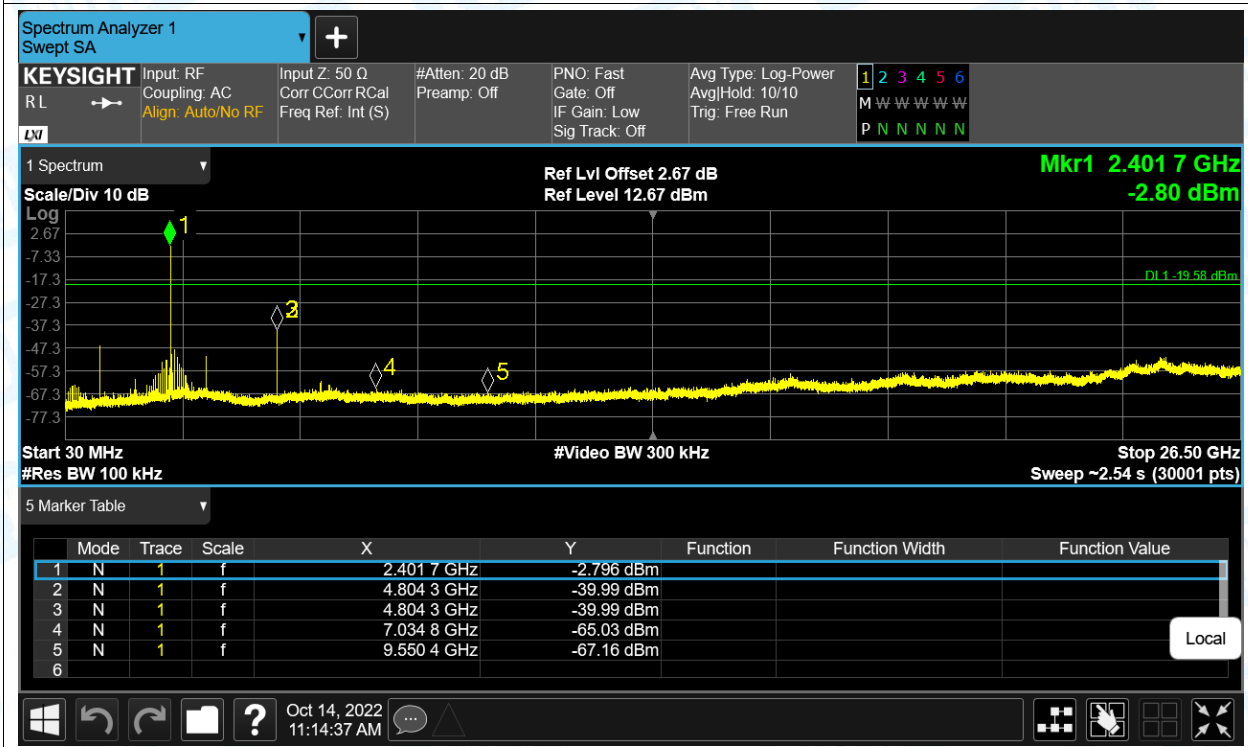 Spectrum Analyzer 1
Swept SA
KEYSIGHT
RL
LXI
Input: RF
Coupling: AC
Align: Auto/No RF
Input Z: 50 Ω
Corr CCorr RCal
Freq Ref: Int (S)
#Atten: 20 dB
Preamp: Off
PNO: Fast
Gate: Off
IF Gain: Low
Sig Track: Off
Avg Type: Log-Power
Avg|Hold: 10/10
Trig: Free Run
1 2 3 4 5 6
M W W W W W
P N N N N N
1 Spectrum
Scale/Div 10 dB
Ref Lvl Offset 2.67 dB
Ref Level 12.67 dBm
Mkr1 2.401 7 GHz
-2.80 dBm
Log
2.67
-7.33
-17.3
-27.3
-37.3
-47.3
-57.3
-67.3
-77.3
1
3
4
5
DL1 -19.58 dBm
Start 30 MHz #Video BW 300 kHz Stop 26.50 GHz
#Res BW 100 kHz Sweep ~2.54 s (30001 pts)
5 Marker Table
Mode Trace Scale X Y Function Function Width Function Value
1 N 1 f 2.401 7 GHz -2.796 dBm
2 N 1 f 4.804 3 GHz -39.99 dBm
3 N 1 f 4.804 3 GHz -39.99 dBm
4 N 1 f 7.034 8 GHz -65.03 dBm
5 N 1 f 9.550 4 GHz -67.16 dBm
6
Local
?
Oct 14, 2022
11:14:37 AM